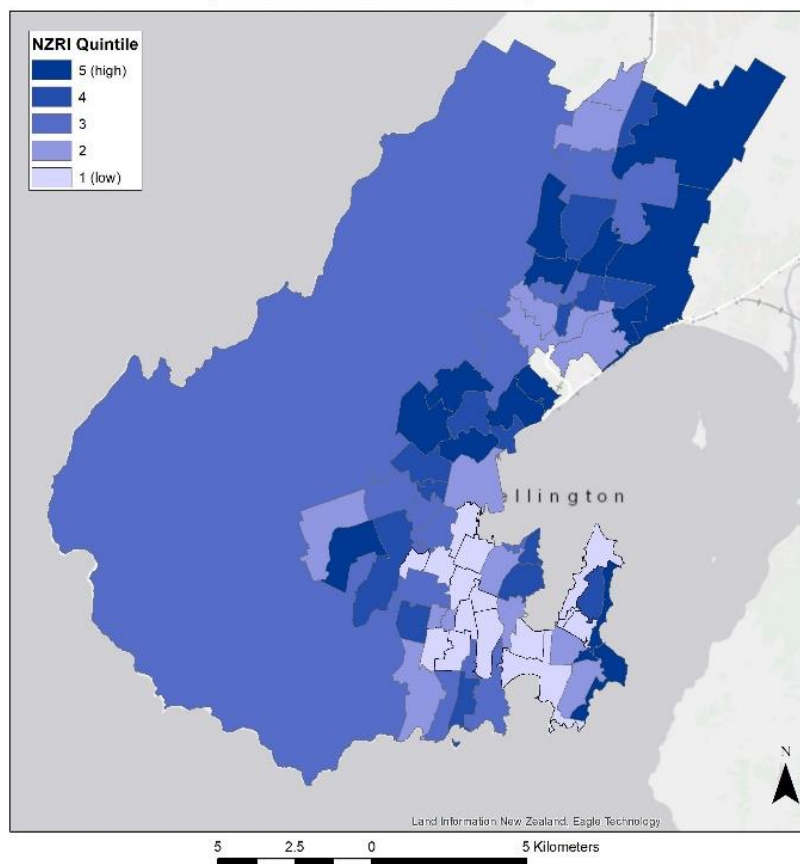 NZRI Quintile
5 (high)
4
3
2
1 (low)
ellington
N
Land Information New Zealand, Eagle Technology
5 2.5 0 5 Kilometers